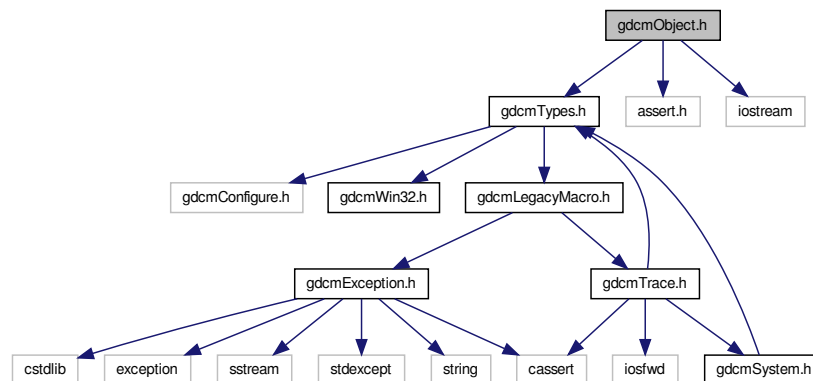 gdcmObject.h
gdcmTypes.h
assert.h
iostream
gdcmConfigure.h
gdcmWin32.h
gdcmLegacyMacro.h
gdcmException.h
gdcmTrace.h
cstdlib
exception
sstream
stdexcept
string
cassert
iosfwd
gdcmSystem.h